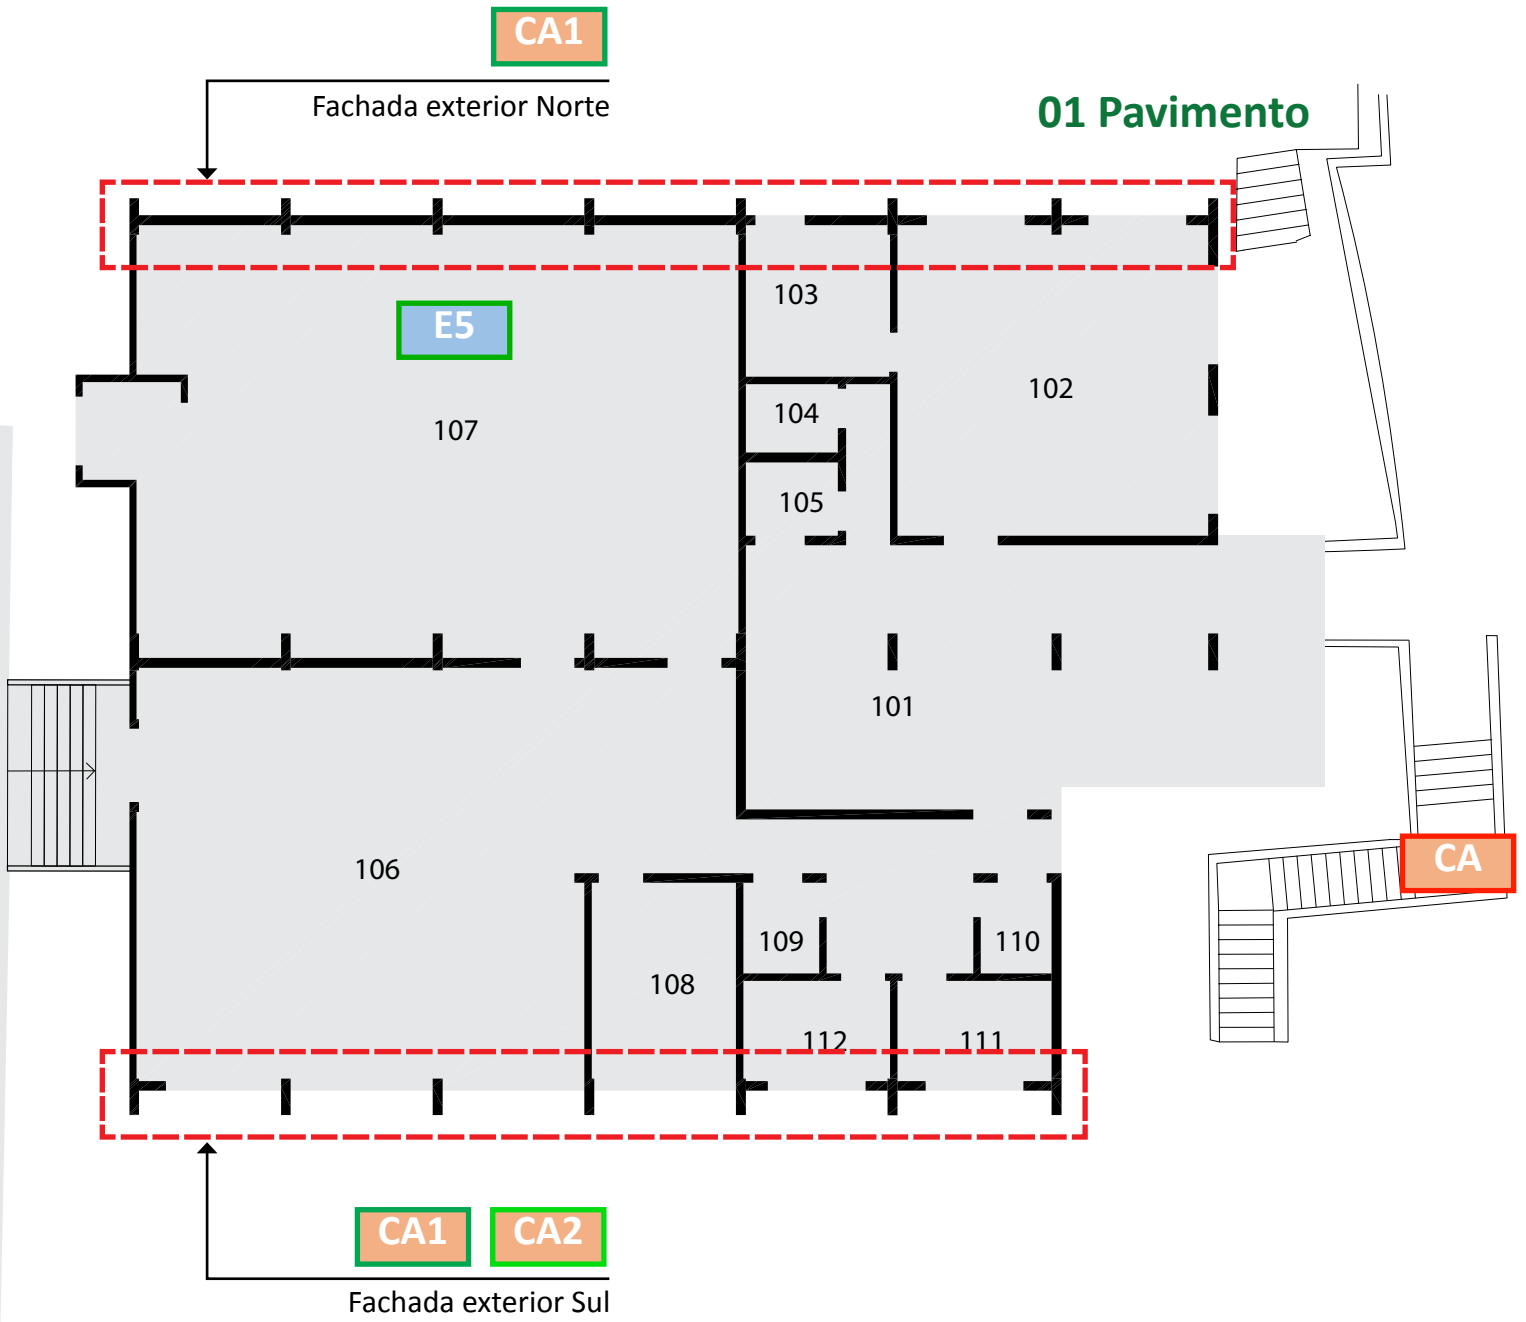 CA1
Fachada exterior Norte
01 Pavimento
103
E5
102
104
107
105
101
106
CA
109
110
108
112
111
CA1 CA2
Fachada exterior Sul